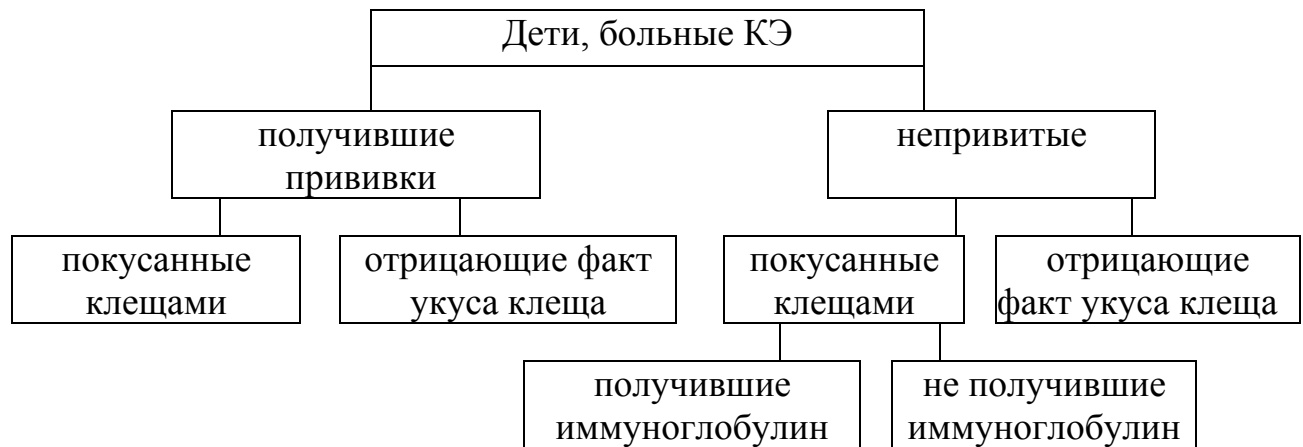 Дети, больные КЭ
получившие
прививки
непривитые
покусанные
клещами
отрицающие факт
укуса клеща
покусанные
клещами
отрицающие
факт укуса клеща
получившие
иммуноглобулин
не получившие
иммуноглобулин